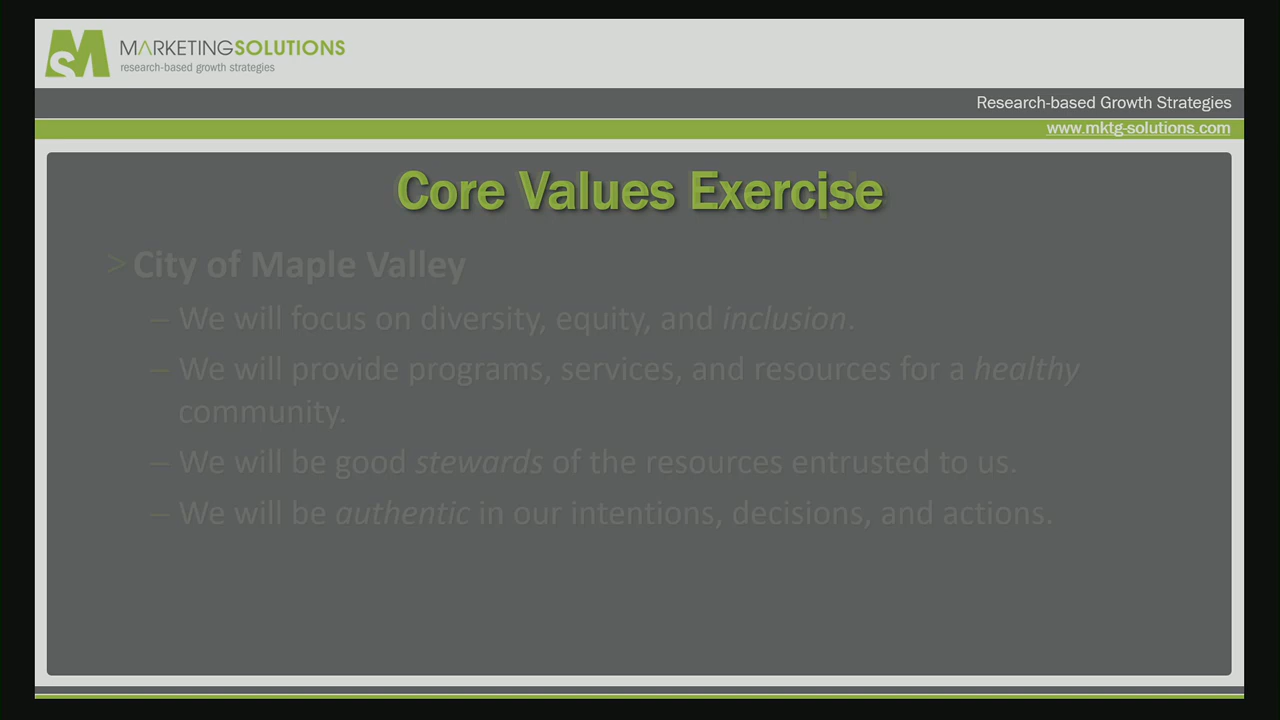 MARKETINGSOLUTIONS
research-based growth strategies
Research-based Growth Strategies
www.mktg-solutions.com
Core Values Exercise
> City of Maple Valley
– We will focus on diversity, equity, and inclusion.
– We will provide programs, services, and resources for a healthy
community.
– We will be good stewards of the resources entrusted to us.
– We will be authentic in our intentions, decisions, and actions.